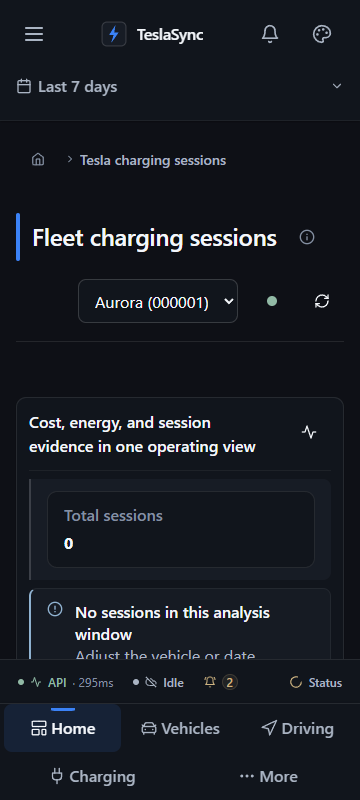 TeslaSync
Last 7 days
Tesla charging sessions
Fleet charging sessions
Aurora (000001)
Cost, energy, and session
evidence in one operating view
Total sessions
0
No sessions in this analysis
window
Adjust the vehicle or date
API · 295ms
Idle
2
Status
Home
Vehicles
Driving
Charging
More